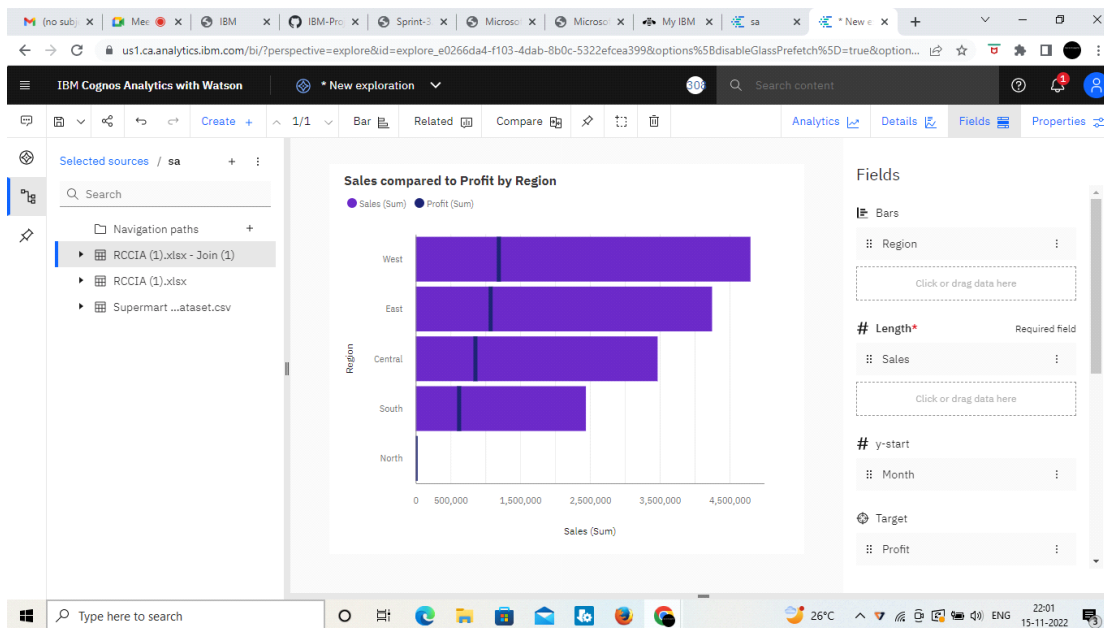 (no subj
Mee
IBM
IBM-Pro
Sprint-3
Microsof
Microsof
My IBM
sa
* New e
us1.ca.analytics.ibm.com/bi/?perspective=explore&id=explore_e0266da4-f103-4dab-8b0c-5322efcea399&options%5BdisableGlassPrefetch%5D=true&option...
IBM Cognos Analytics with Watson
* New exploration
308
Search content
1
Create +
1/1
Bar
Related
Compare
Analytics
Details
Fields
Properties
Selected sources / sa
Search
Navigation paths
RCCIA (1).xlsx - Join (1)
RCCIA (1).xlsx
Supermart ...ataset.csv
Sales compared to Profit by Region
Sales (Sum) Profit (Sum)
West
East
Central
South
North
Region
0 500,000 1,500,000 2,500,000 3,500,000 4,500,000
Sales (Sum)
Fields
Bars
Region
Click or drag data here
# Length* Required field
Sales
Click or drag data here
# y-start
Month
Target
Profit
Type here to search
26°C
ENG
22:01
15-11-2022
3